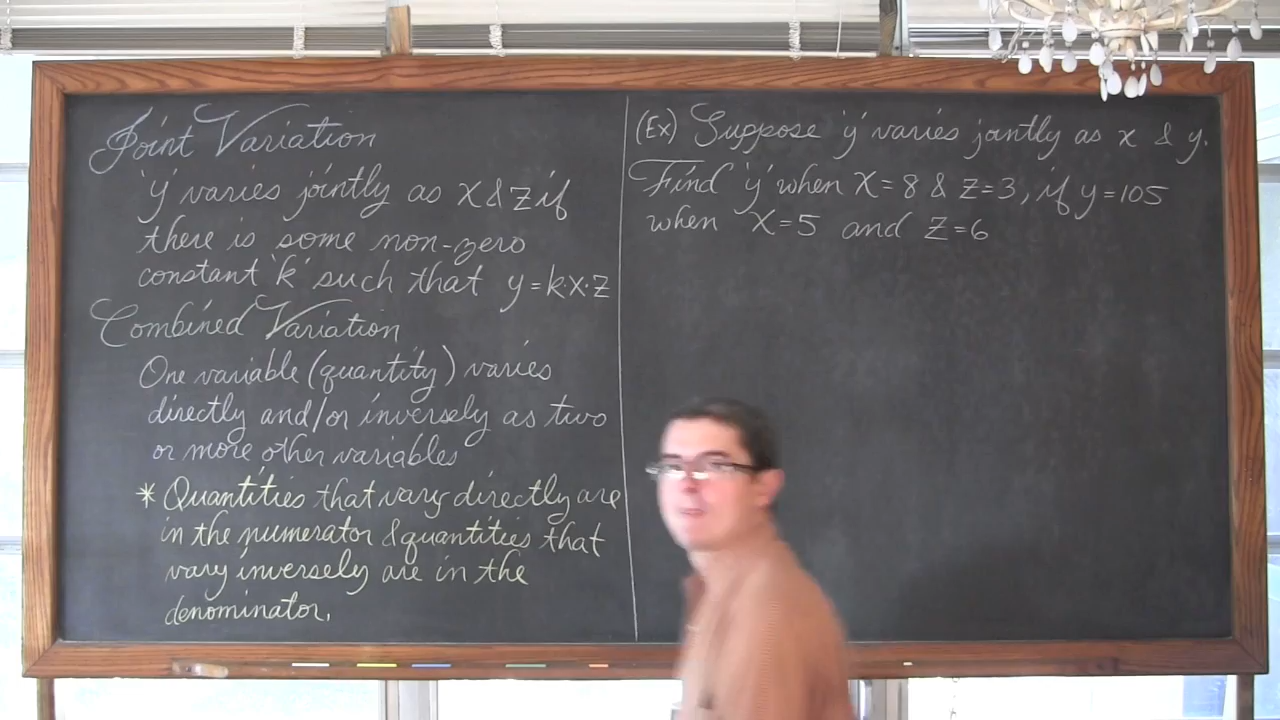 Joint Variation
'y' varies jointly as x & z if
there is some non-zero
constant 'k' such that y=k·x·z
Combined Variation
One variable (quantity) varies
directly and/or inversely as two
or more other variables
* Quantities that vary directly are
in the numerator & quantities that
vary inversely are in the
denominator.
(Ex) Suppose 'y' varies jointly as x & y.
Find 'y' when x=8 & z=3, if y=105
when x=5 and z=6